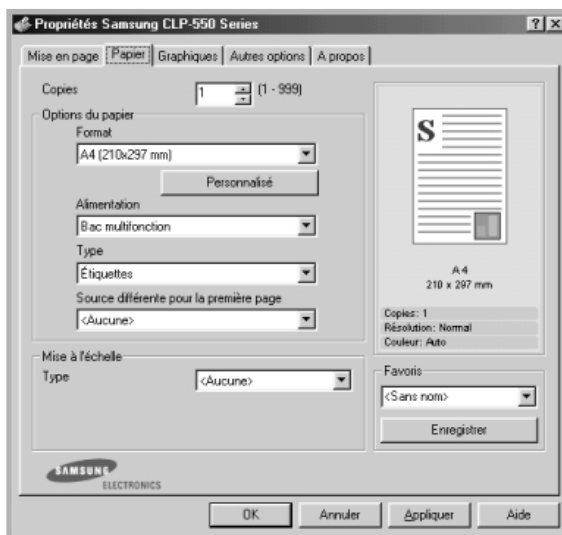 Propriétés Samsung CLP-550 Series
Mise en page Papier Graphiques Autres options A propos
Copies 1 (1 - 999)
Options du papier
Format
A4 (210x297 mm)
Personnalisé
Alimentation
Bac multifonction
Type
Étiquettes
Source différente pour la première page
<Aucune>
Mise à l'échelle
Type <Aucune>
S
A4
210 x 297 mm
Copies: 1
Résolution: Normal
Couleur: Auto
Favoris
<Sans nom>
Enregistrer
SAMSUNG
ELECTRONICS
OK Annuler Appliquer Aide